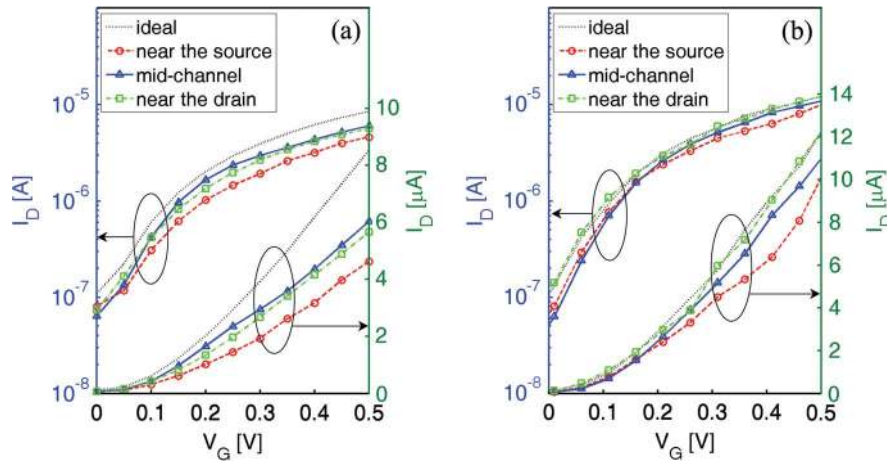 (a)
ideal
near the source
mid-channel
near the drain
10^-5
10^-6
10^-7
10^-8
I_D [A]
10
8
6
4
2
0
I_D [µA]
0
0.1
0.2
0.3
0.4
0.5
V_G [V]
(b)
ideal
near the source
mid-channel
near the drain
10^-5
10^-6
10^-7
10^-8
I_D [A]
14
12
10
8
6
4
2
0
I_D [µA]
0
0.1
0.2
0.3
0.4
0.5
V_G [V]